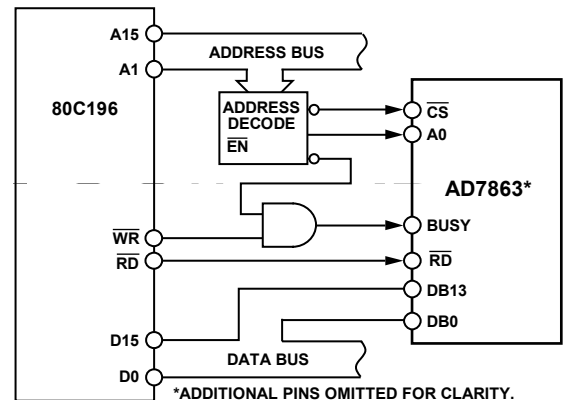 A15
ADDRESS BUS
A1
80C196
ADDRESS
DECODE
EN
CS
A0
AD7863*
WR
BUSY
RD
RD
DB13
DB0
D15
DATA BUS
D0
*ADDITIONAL PINS OMITTED FOR CLARITY.